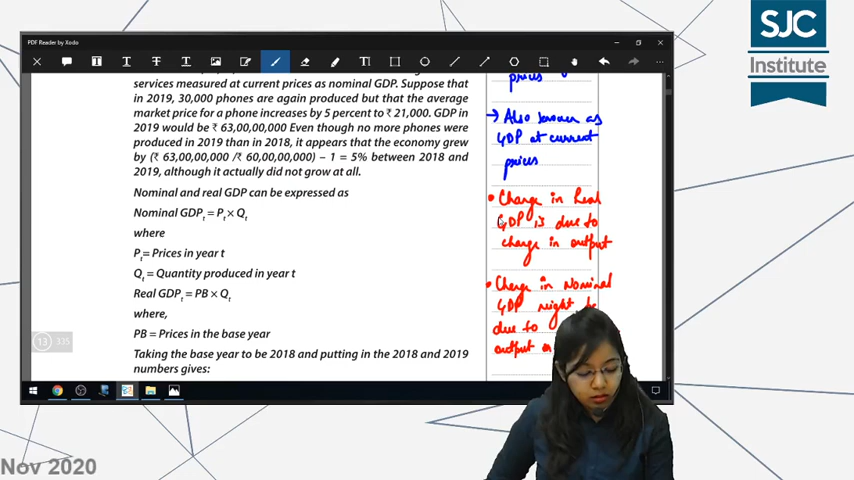 PDF Reader by Xodo
SJC
Institute
services measured at current prices as nominal GDP. Suppose that
in 2019, 30,000 phones are again produced but that the average
market price for a phone increases by 5 percent to ₹ 21,000. GDP in
2019 would be ₹ 63,00,00,000 Even though no more phones were
produced in 2019 than in 2018, it appears that the economy grew
by (₹ 63,00,00,000 /₹ 60,00,00,000) – 1 = 5% between 2018 and
2019, although it actually did not grow at all.
Nominal and real GDP can be expressed as
Nominal GDPt = Pt × Qt
where
Pt = Prices in year t
Qt = Quantity produced in year t
Real GDPt = PB × Qt
where,
PB = Prices in the base year
Taking the base year to be 2018 and putting in the 2018 and 2019
numbers gives:
13 335
prices
→ Also known as
GDP at current
prices
• Change in Real
GDP is due to
change in output
• Change in Nominal
GDP might be
due to
output
Nov 2020